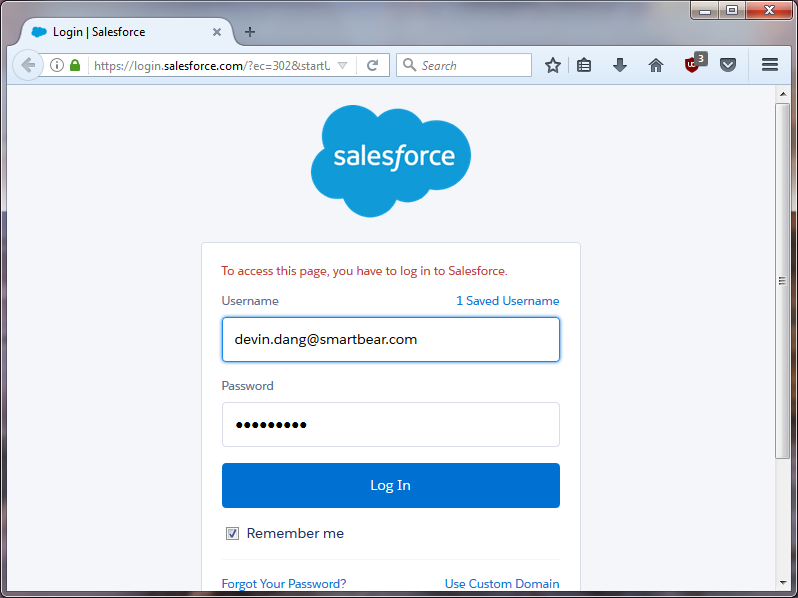 Login | Salesforce
https://login.salesforce.com/?ec=302&startU
Search
3
salesforce
To access this page, you have to log in to Salesforce.
Username 1 Saved Username
devin.dang@smartbear.com
Password
•••••••••
Log In
Remember me
Forgot Your Password? Use Custom Domain